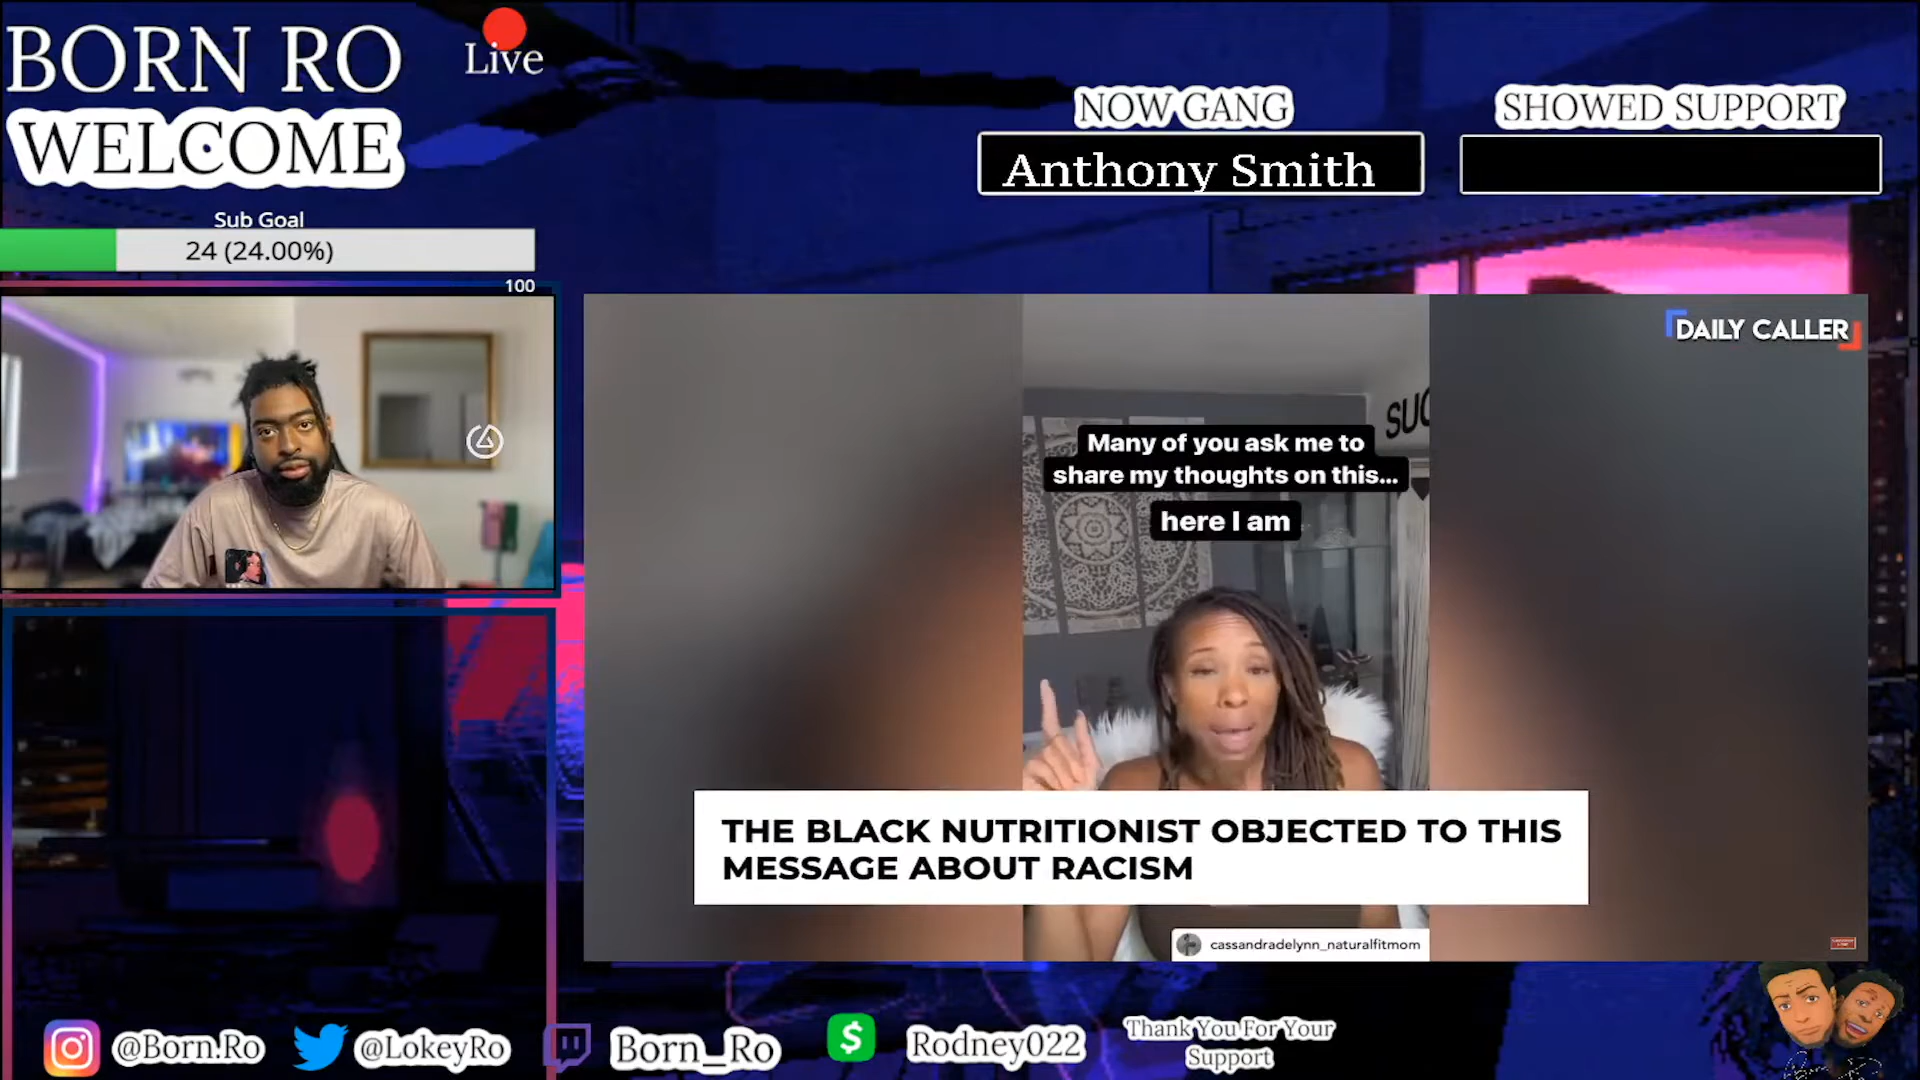 BORN RO
Live
WELCOME
Sub Goal
24 (24.00%)
100
NOW GANG
Anthony Smith
SHOWED SUPPORT
DAILY CALLER
SUC
Many of you ask me to
share my thoughts on this...
here I am
THE BLACK NUTRITIONIST OBJECTED TO THIS
MESSAGE ABOUT RACISM
cassandradelynn_naturalfitmom
@Born.Ro
@LokeyRo
Born_Ro
$
Rodney022
Thank You For Your
Support